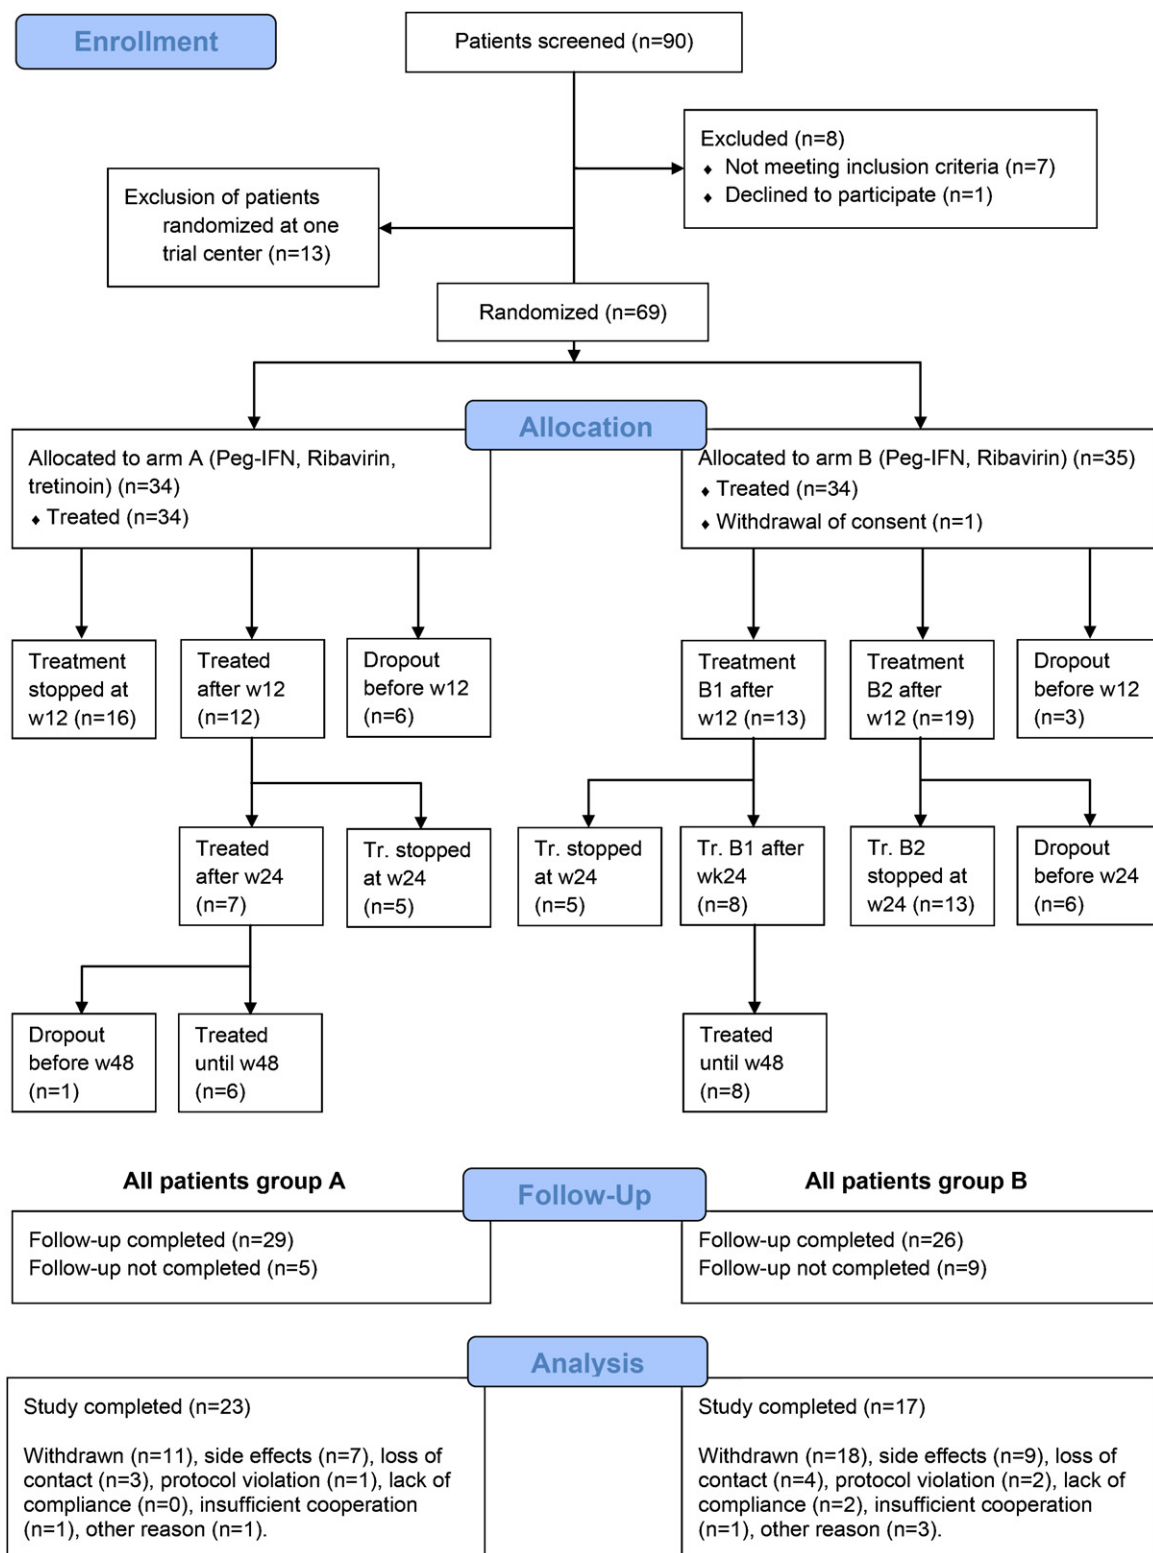 Enrollment
Patients screened (n=90)
Excluded (n=8)
♦ Not meeting inclusion criteria (n=7)
♦ Declined to participate (n=1)
Exclusion of patients
randomized at one
trial center (n=13)
Randomized (n=69)
Allocation
Allocated to arm A (Peg-IFN, Ribavirin,
tretinoin) (n=34)
♦ Treated (n=34)
Allocated to arm B (Peg-IFN, Ribavirin) (n=35)
♦ Treated (n=34)
♦ Withdrawal of consent (n=1)
Treatment
stopped at
w12 (n=16)
Treated
after w12
(n=12)
Dropout
before w12
(n=6)
Treatment
B1 after
w12 (n=13)
Treatment
B2 after
w12 (n=19)
Dropout
before w12
(n=3)
Treated
after w24
(n=7)
Tr. stopped
at w24
(n=5)
Tr. stopped
at w24
(n=5)
Tr. B1 after
wk24
(n=8)
Tr. B2
stopped at
w24 (n=13)
Dropout
before w24
(n=6)
Dropout
before w48
(n=1)
Treated
until w48
(n=6)
Treated
until w48
(n=8)
All patients group A
Follow-Up
All patients group B
Follow-up completed (n=29)
Follow-up not completed (n=5)
Follow-up completed (n=26)
Follow-up not completed (n=9)
Analysis
Study completed (n=23)
Withdrawn (n=11), side effects (n=7), loss of
contact (n=3), protocol violation (n=1), lack of
compliance (n=0), insufficient cooperation
(n=1), other reason (n=1).
Study completed (n=17)
Withdrawn (n=18), side effects (n=9), loss of
contact (n=4), protocol violation (n=2), lack of
compliance (n=2), insufficient cooperation
(n=1), other reason (n=3).